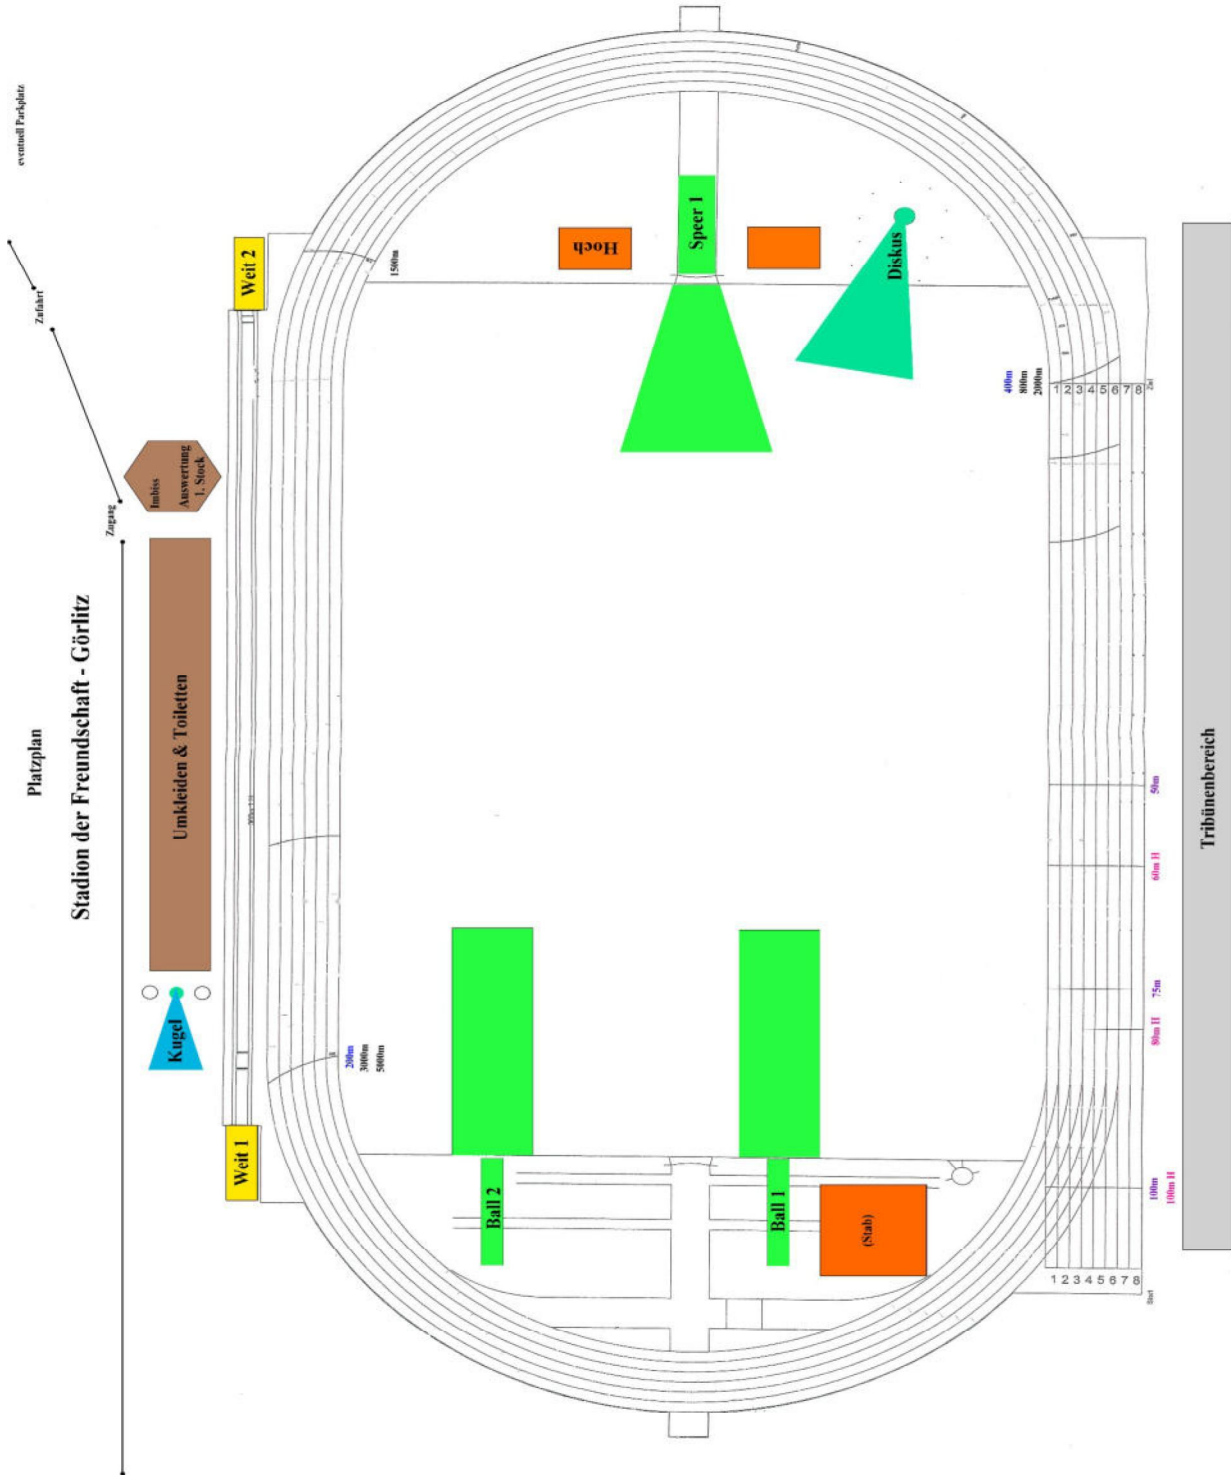 Platzplan
Stadion der Freundschaft - Görlitz
Zugang
Zufahrt
eventuell Parkplatz
Kugel
Umkleiden & Toiletten
Imbiss
Auswertung
1. Stock
Weit 1
Weit 2
200m
3000m
5000m
1500m
Ball 2
Hoch
Speer 1
Ball 1
(Stab)
Diskus
400m
800m
2000m
1
2
3
4
5
6
7
8
Start
1
2
3
4
5
6
7
8
Ziel
100m
100m H
80m H
75m
60m H
50m
Tribünenbereich